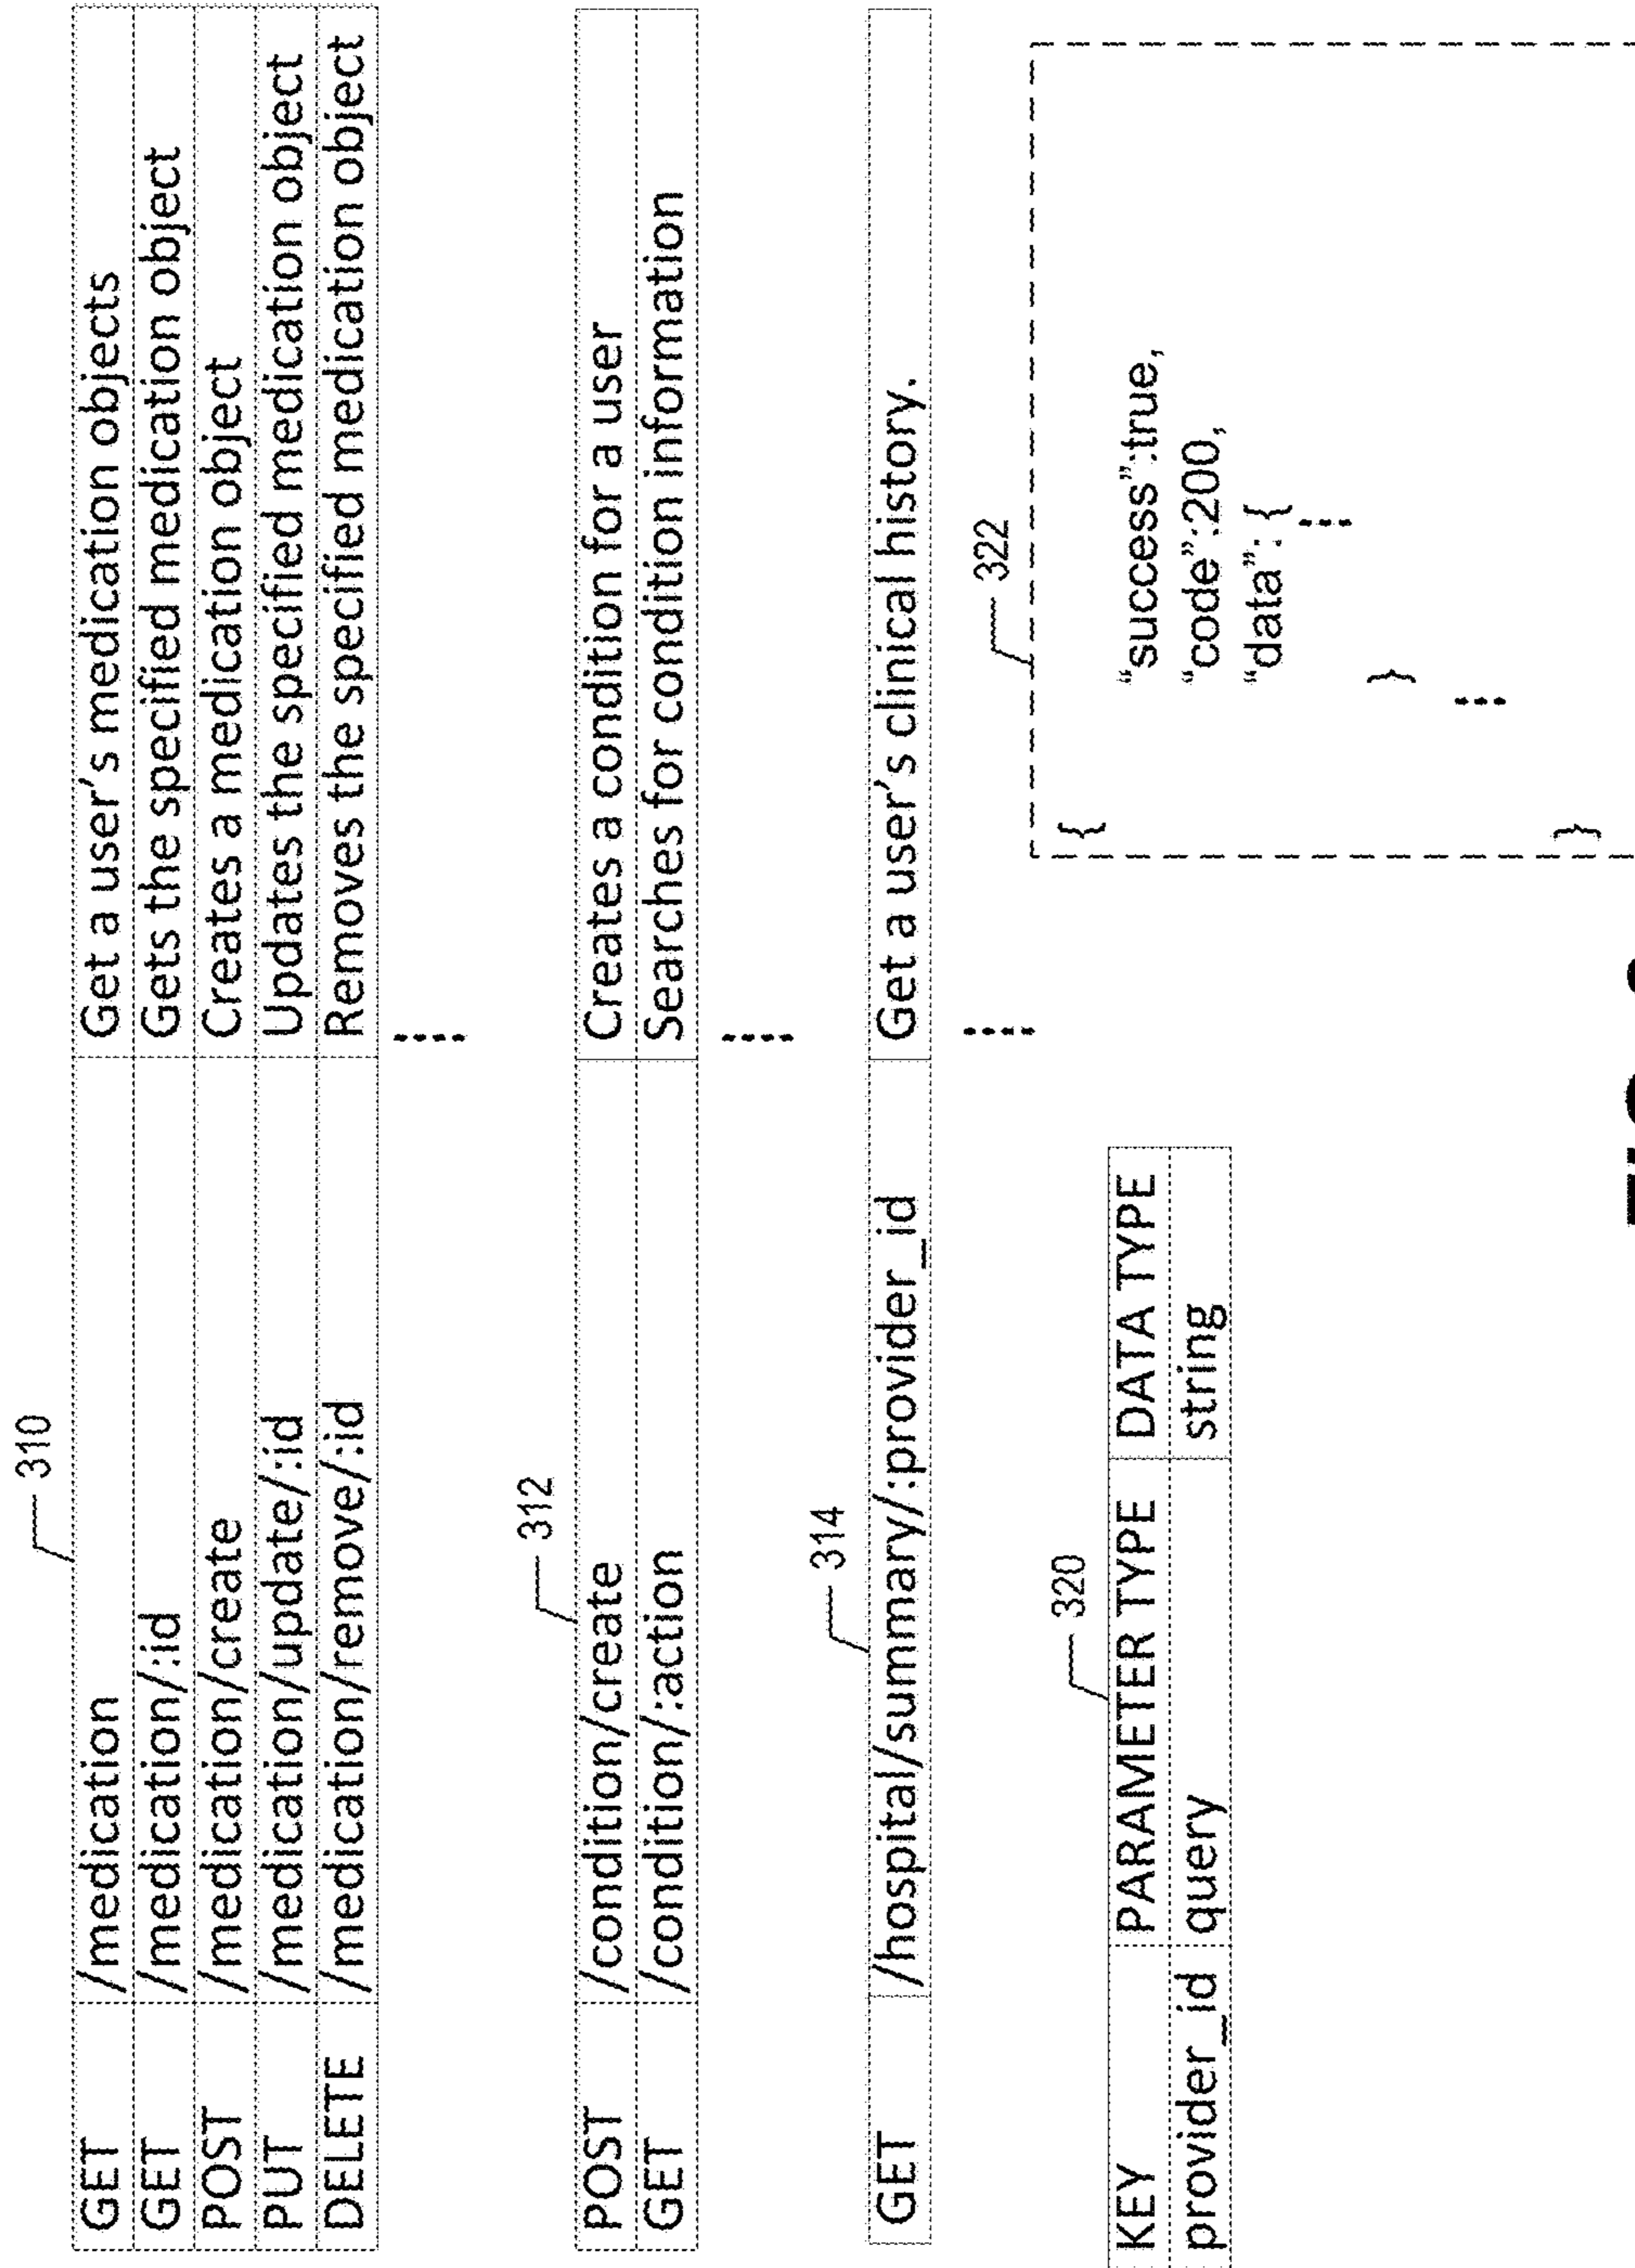 310
GET /medication Get a user's medication objects
GET /medication/:id Gets the specified medication object
POST /medication/create Creates a medication object
PUT /medication/update/:id Updates the specified medication object
DELETE /medication/remove/:id Removes the specified medication object
312
POST /condition/create Creates a condition for a user
GET /condition/:action Searches for condition information
314
GET /hospital/summary/:provider_id Get a user's clinical history.
320
KEY PARAMETER TYPE DATA TYPE
provider_id query string
322
{
“success”:true,
“code”:200,
“data”: {
}
}